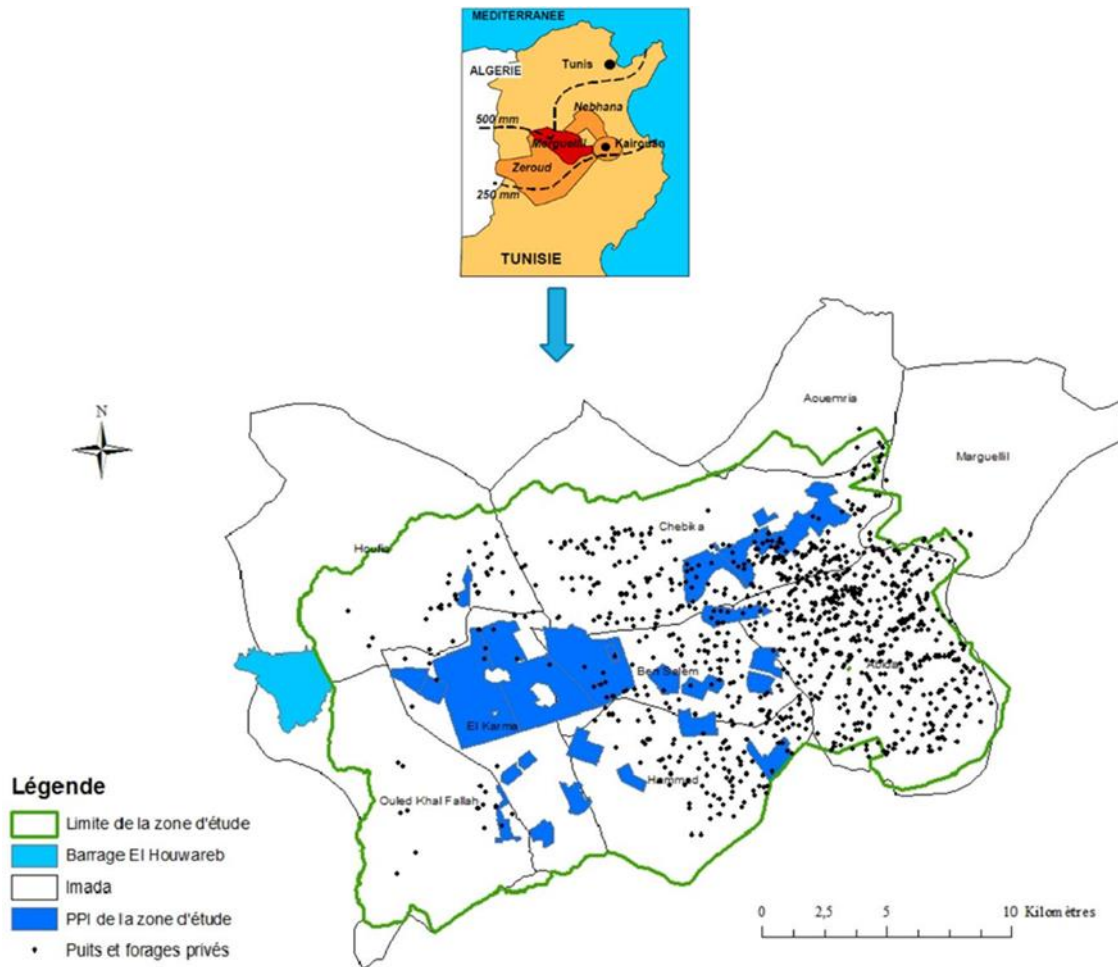 MEDITERRANEE
ALGERIE
Tunis
Nebhana
500 mm
Merguellil
Kairouan
Zeroud
250 mm
TUNISIE
N
Aouemria
Marguellil
Chebika
Houfia
Abida
Ben Salem
El Karma
Hammad
Ouled Khal Fallah
Légende
Limite de la zone d'étude
Barrage El Houwareb
Imada
PPI de la zone d'étude
Puits et forages privés
0 2,5 5 10 Kilomètres